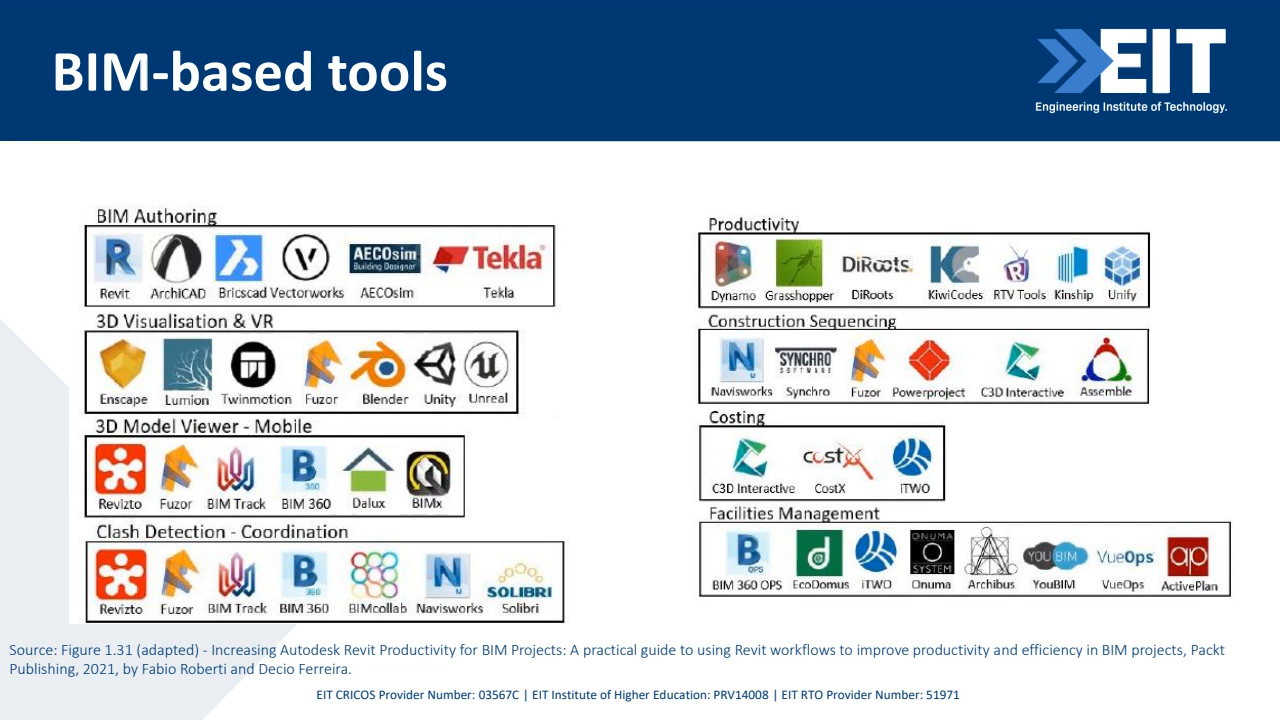 BIM-based tools
EIT
Engineering Institute of Technology.
BIM Authoring
R
AECOsim
Building Designer
Tekla
Revit ArchiCAD Bricscad Vectorworks AECOsim Tekla
3D Visualisation & VR
Enscape Lumion Twinmotion Fuzor Blender Unity Unreal
3D Model Viewer - Mobile
B
360
Revizto Fuzor BIM Track BIM 360 Dalux BIMx
Clash Detection - Coordination
B
360
N
M
SOLIBRI
Revizto Fuzor BIM Track BIM 360 BIMcollab Navisworks Solibri
Productivity
DiRoots.
KC
R
Dynamo Grasshopper DiRoots KiwiCodes RTV Tools Kinship Unify
Construction Sequencing
N
M
SYNCHRO
SOFTWARE
Navisworks Synchro Fuzor Powerproject C3D Interactive Assemble
Costing
costX
C3D Interactive CostX iTWO
Facilities Management
B
OPS
d
ONUMA
O
SYSTEM
A
YOUBIM
VueOps
ap
BIM 360 OPS EcoDomus iTWO Onuma Archibus YouBIM VueOps ActivePlan
Source: Figure 1.31 (adapted) - Increasing Autodesk Revit Productivity for BIM Projects: A practical guide to using Revit workflows to improve productivity and efficiency in BIM projects, Packt
Publishing, 2021, by Fabio Roberti and Decio Ferreira.
EIT CRICOS Provider Number: 03567C | EIT Institute of Higher Education: PRV14008 | EIT RTO Provider Number: 51971